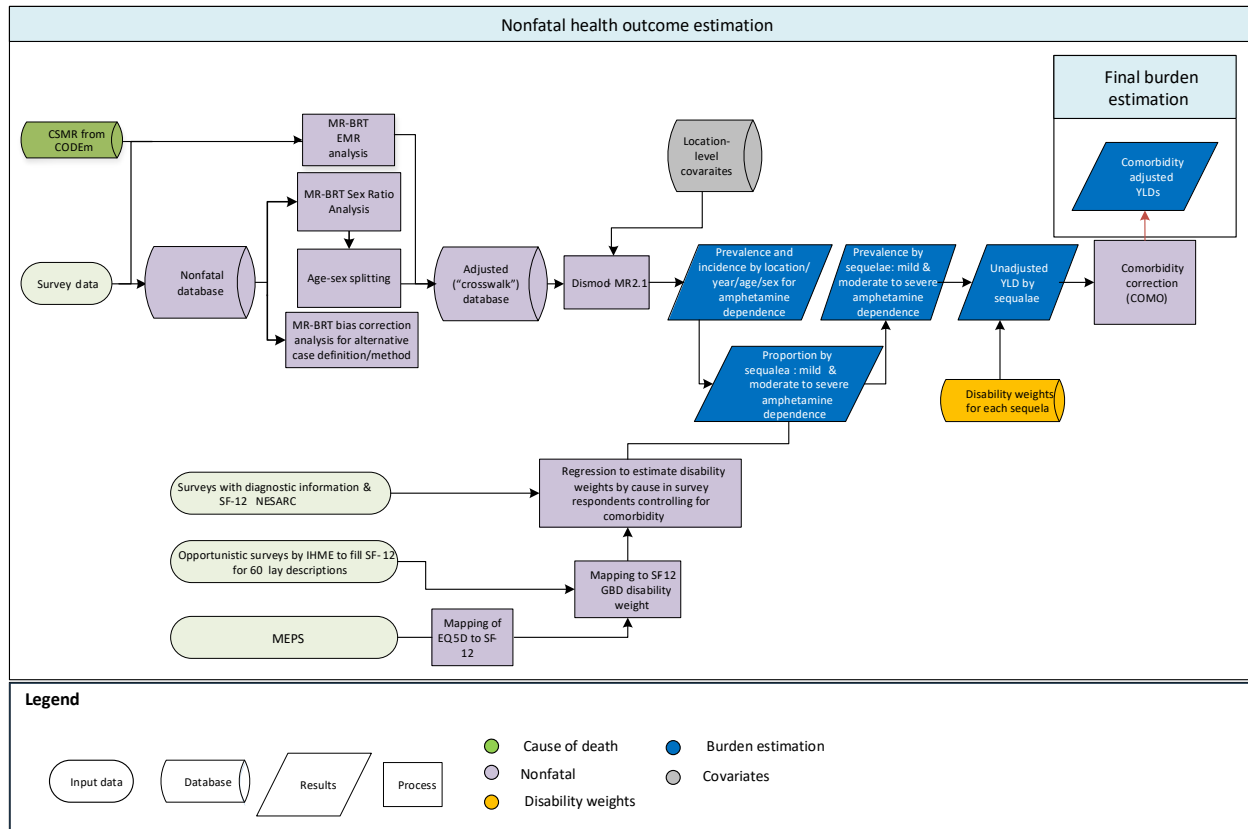 Nonfatal health outcome estimation
Final burden
estimation
CSMR from
CODEm
MR-BRT
EMR
analysis
Location-
level
covaraites
Comorbidity
adjusted
YLDs
MR-BRT Sex Ratio
Analysis
Survey data
Nonfatal
database
Age-sex splitting
Adjusted
(“crosswalk”)
database
Dismod-MR2.1
Prevalence and
incidence by location/
year/age/sex for
amphetamine
dependence
Prevalence by
sequelae: mild &
moderate to severe
amphetamine
dependence
Unadjusted
YLD by
sequalae
Comorbidity
correction
(COMO)
MR-BRT bias correction
analysis for alternative
case definition/method
Proportion by
sequalea : mild &
moderate to severe
amphetamine
dependence
Disability weights
for each sequela
Surveys with diagnostic information &
SF-12 NESARC
Regression to estimate disability
weights by cause in survey
respondents controlling for
comorbidity
Opportunistic surveys by IHME to fill SF-12
for 60 lay descriptions
Mapping to SF12
GBD disability
weight
MEPS
Mapping of
EQ5D to SF-
12
Legend
Input data
Database
Results
Process
Cause of death
Nonfatal
Disability weights
Burden estimation
Covariates